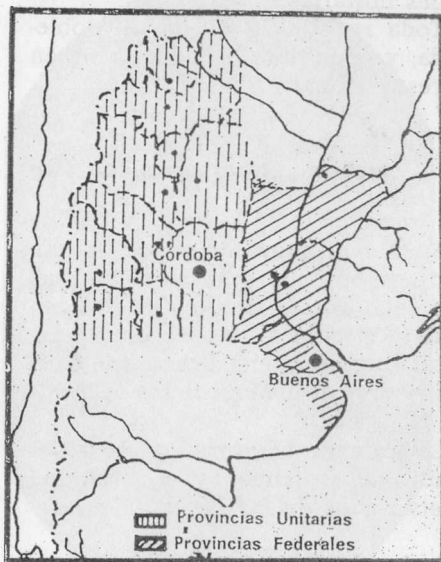 Córdoba
Buenos Aires
Provincias Unitarias
Provincias Federales